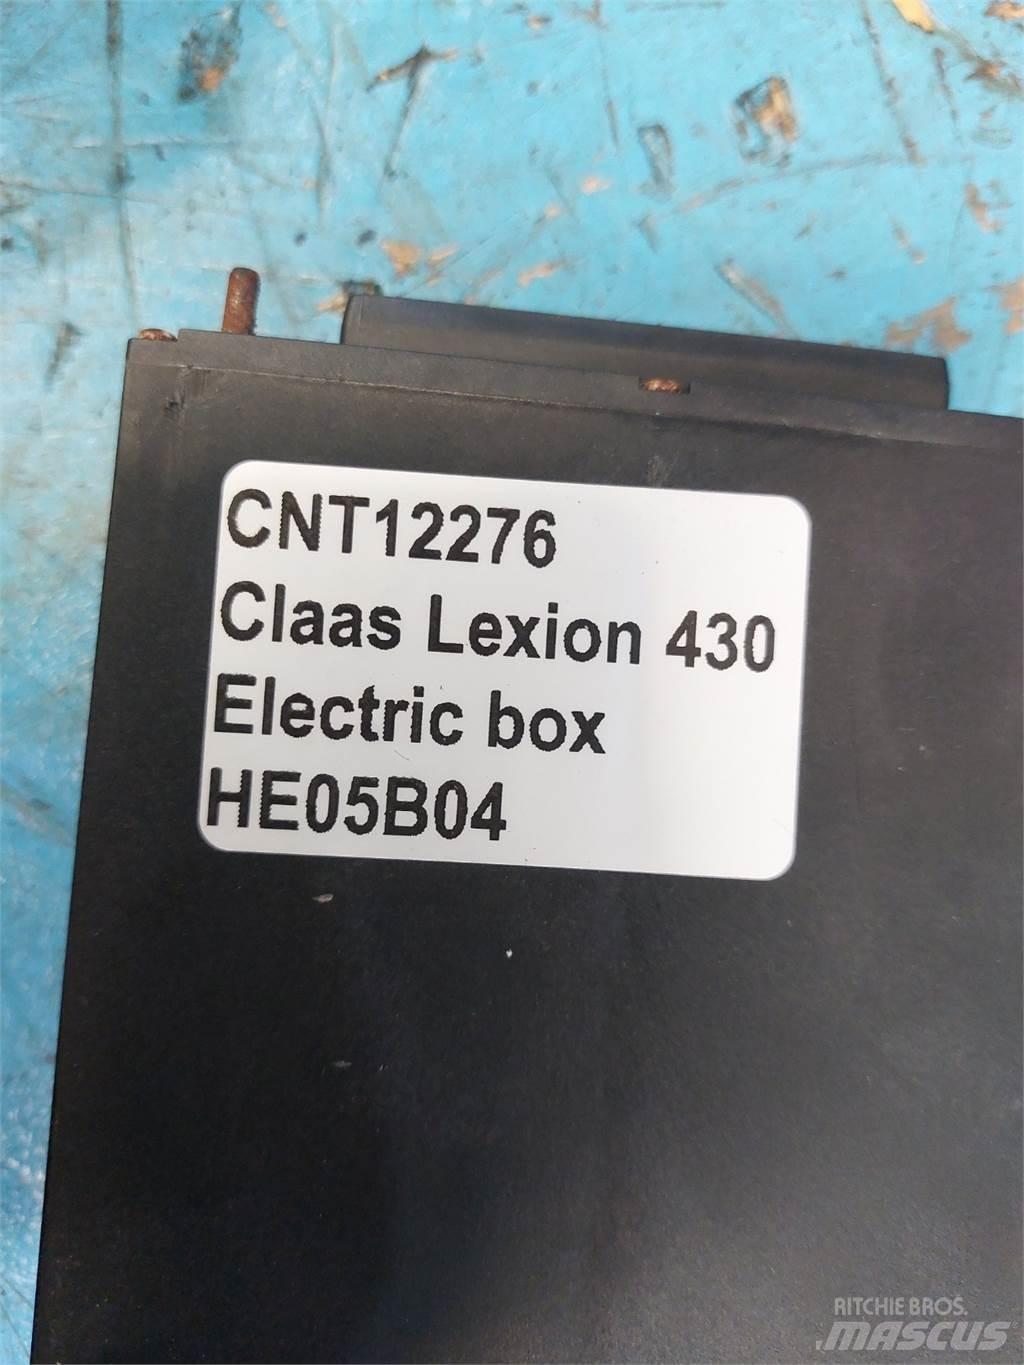 CNT12276
Claas Lexion 430
Electric box
HE05B04
RITCHIE BROS.
MASCUS